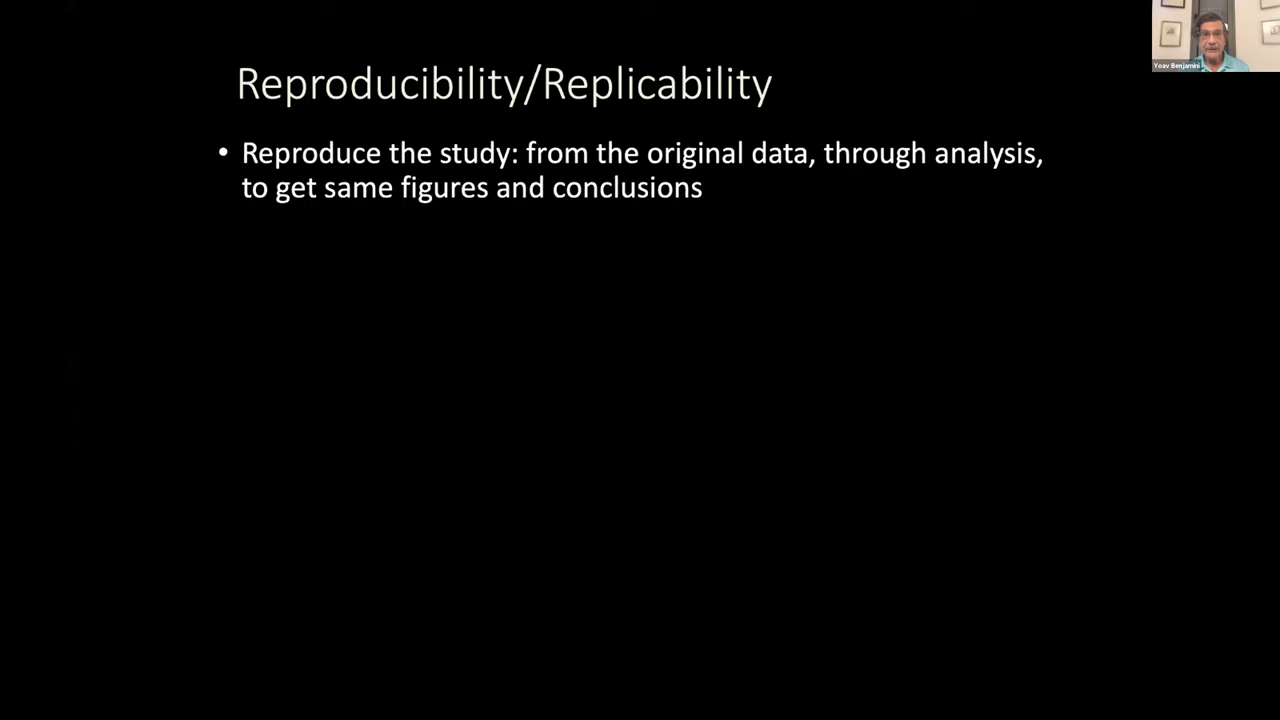 Yoav Benjamini
Reproducibility/Replicability
• Reproduce the study: from the original data, through analysis,
to get same figures and conclusions